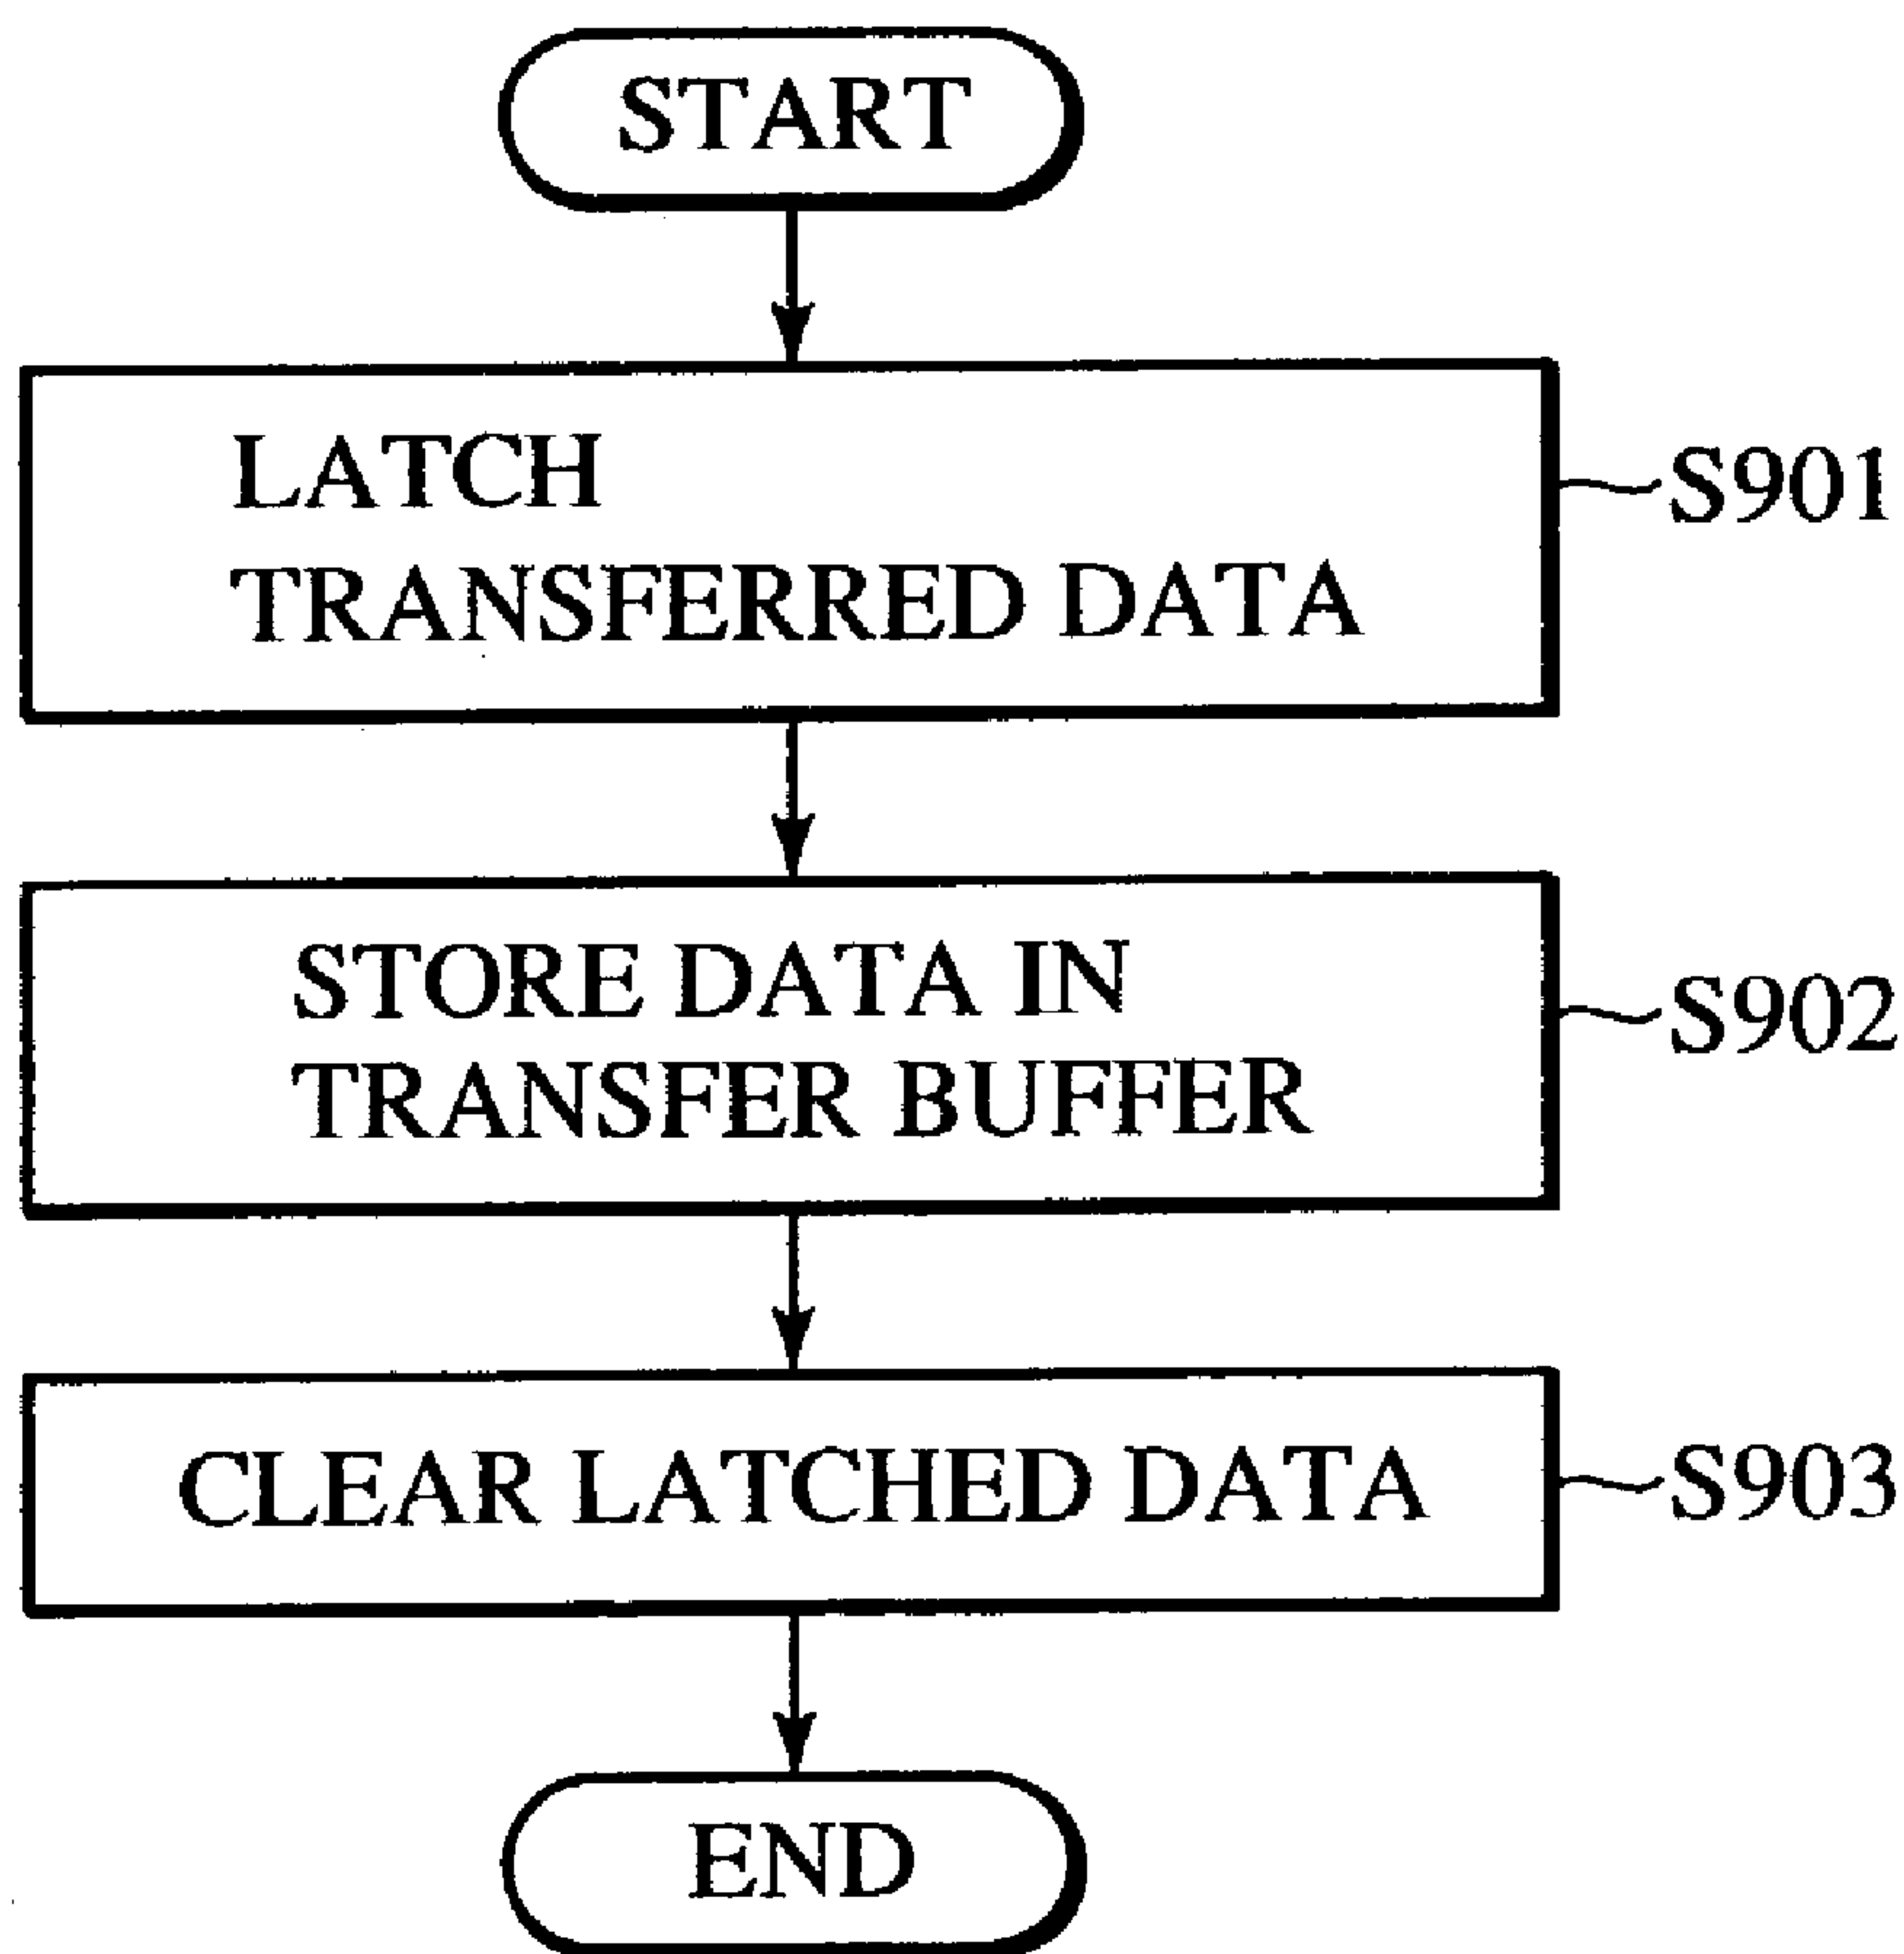 START
LATCH
TRANSFERRED DATA
S901
STORE DATA IN
TRANSFER BUFFER
S902
CLEAR LATCHED DATA
S903
END